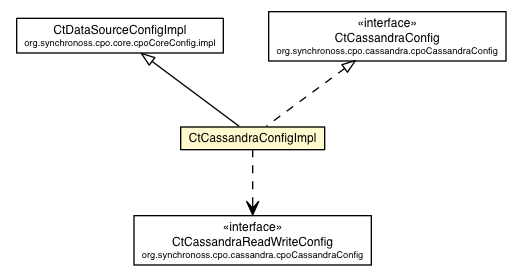 CtDataSourceConfigImpl
org.synchronoss.cpo.core.cpoCoreConfig.impl
«interface»
CtCassandraConfig
org.synchronoss.cpo.cassandra.cpoCassandraConfig
CtCassandraConfigImpl
«interface»
CtCassandraReadWriteConfig
org.synchronoss.cpo.cassandra.cpoCassandraConfig